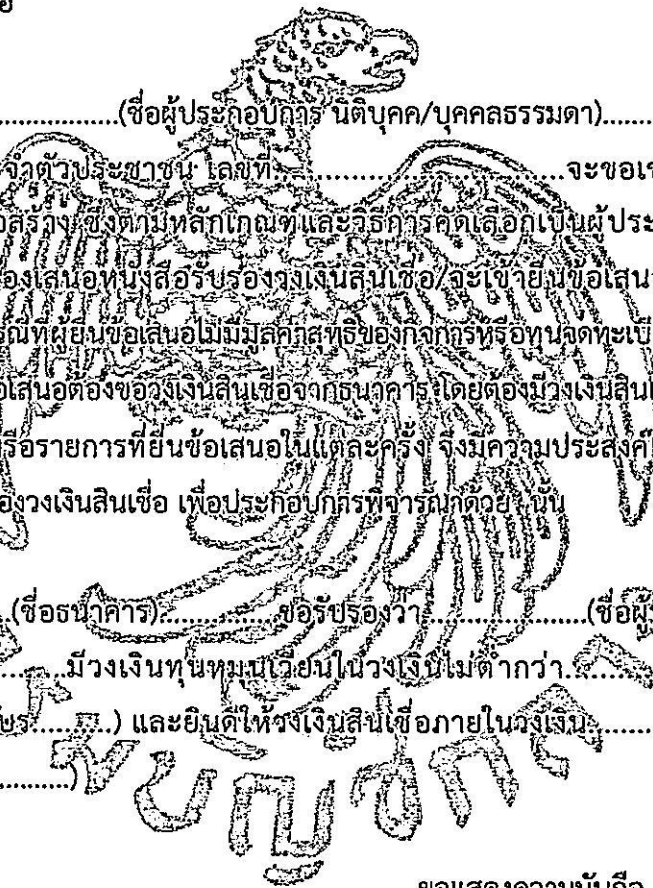 (ชื่อผู้ประกอบการ นิติบุคค/บุคคลธรรมดา)
จำตัวประชาชน เลขที่ จะขอเข
อสร้าง ซึ่งตามหลักเกณฑ์และวิธีการคัดเลือกเป็นผู้ประ
องเสนอหนังสือรับรองวงเงินสินเชื่อ/จะเข้ายื่นข้อเสนอ
รณีที่ผู้ยื่นข้อเสนอไม่มีมูลค่าสุทธิของกิจการหรือทุนจดทะเบี
อเสนอต้องขอวงเงินสินเชื่อจากธนาคาร โดยต้องมีวงเงินสินเ
รือรายการที่ยื่นข้อเสนอในแต่ละครั้ง จึงมีความประสงค์
องวงเงินสินเชื่อ เพื่อประกอบการพิจารณาด้วย นั้น
(ชื่อธนาคาร) ขอรับรองว่า (ชื่อผู้
มีวงเงินทุนหมุนเวียนในวงเงินไม่ต่ำกว่า
ษร ) และยินดีให้วงเงินสินเชื่อภายในวงเงิน
)
บัญชีก
ขอแสดงความนับถือ